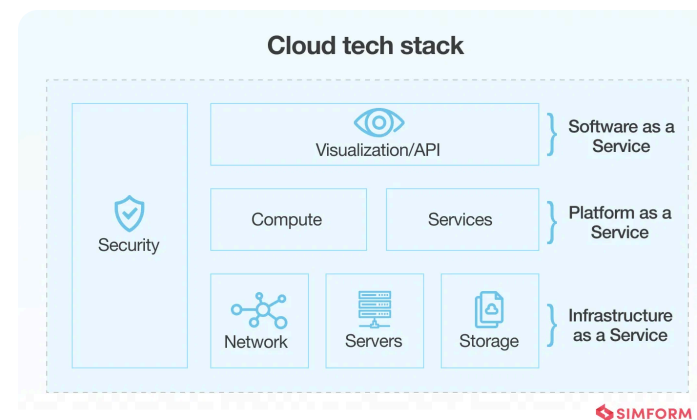 Cloud tech stack
Security
Visualization/API
Software as a
Service
Compute
Services
Platform as a
Service
Network
Servers
Storage
Infrastructure
as a Service
SIMFORM